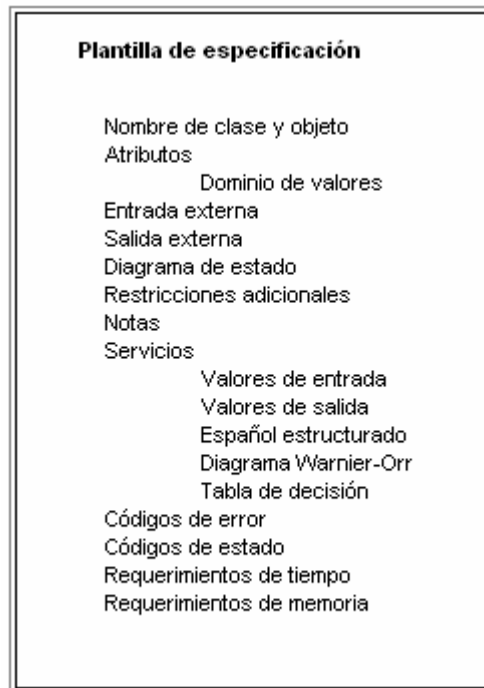 Plantilla de especificación
Nombre de clase y objeto
Atributos
Dominio de valores
Entrada externa
Salida externa
Diagrama de estado
Restricciones adicionales
Notas
Servicios
Valores de entrada
Valores de salida
Español estructurado
Diagrama Warnier-Orr
Tabla de decisión
Códigos de error
Códigos de estado
Requerimientos de tiempo
Requerimientos de memoria